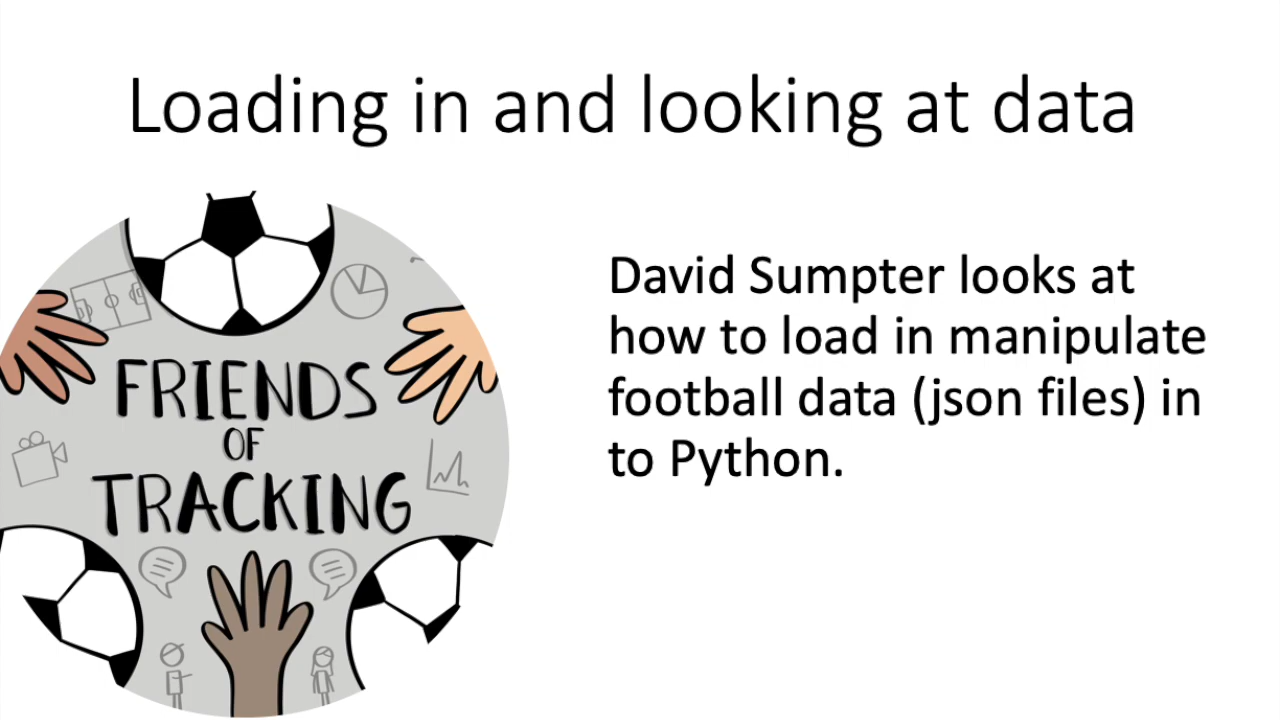 Loading in and looking at data
David Sumpter looks at
how to load in manipulate
football data (json files) in
to Python.
FRIENDS
OF
TRACKING